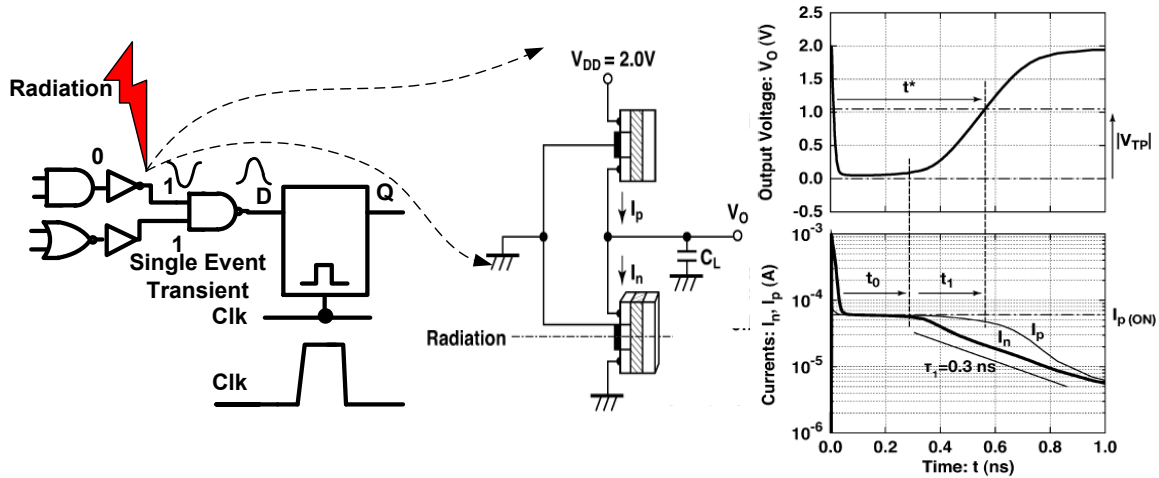 Radiation
0
1
1
D
Q
Single Event
Transient
Clk
Clk
V_DD = 2.0V
I_p
V_O
C_L
I_n
Radiation
Output Voltage: V_O (V)
2.5
2.0
1.5
1.0
0.5
0.0
-0.5
t*
|V_TP|
Currents: I_n, I_p (A)
10^-3
10^-4
10^-5
10^-6
t_0
t_1
I_p (ON)
I_n
I_p
τ_1=0.3 ns
0.0
0.2
0.4
0.6
0.8
1.0
Time: t (ns)